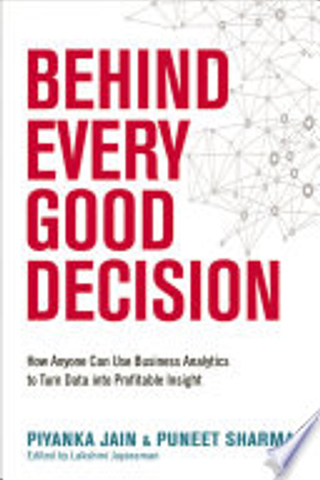 BEHIND
EVERY
GOOD
DECISION
How Anyone Can Use Business Analytics
to Turn Data into Profitable Insight
PIYANKA JAIN & PUNEET SHARMA
Edited by Lakshmi Jayaraman